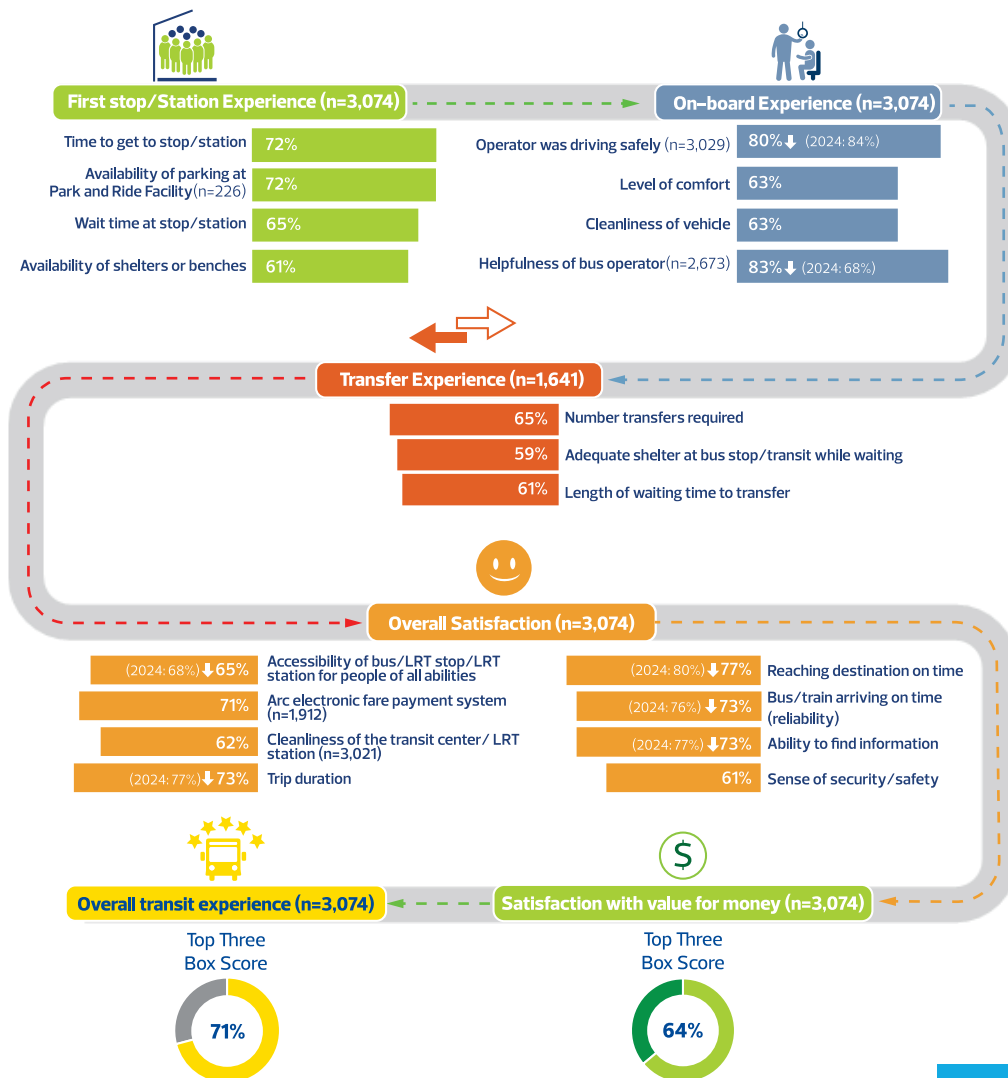 First stop/Station Experience (n=3,074)
Time to get to stop/station
72%
Availability of parking at
Park and Ride Facility(n=226)
72%
Wait time at stop/station
65%
Availability of shelters or benches
61%
On-board Experience (n=3,074)
Operator was driving safely (n=3,029)
80% (2024: 84%)
Level of comfort
63%
Cleanliness of vehicle
63%
Helpfulness of bus operator(n=2,673)
83% (2024: 68%)
Transfer Experience (n=1,641)
65%
Number transfers required
59%
Adequate shelter at bus stop/transit while waiting
61%
Length of waiting time to transfer
Overall Satisfaction (n=3,074)
(2024: 68%) 65%
Accessibility of bus/LRT stop/LRT
station for people of all abilities
71%
Arc electronic fare payment system
(n=1,912)
62%
Cleanliness of the transit center/ LRT
station (n=3,021)
(2024: 77%) 73%
Trip duration
(2024: 80%) 77%
Reaching destination on time
(2024: 76%) 73%
Bus/train arriving on time
(reliability)
(2024: 77%) 73%
Ability to find information
61%
Sense of security/safety
Overall transit experience (n=3,074)
Top Three
Box Score
71%
$
Satisfaction with value for money (n=3,074)
Top Three
Box Score
64%